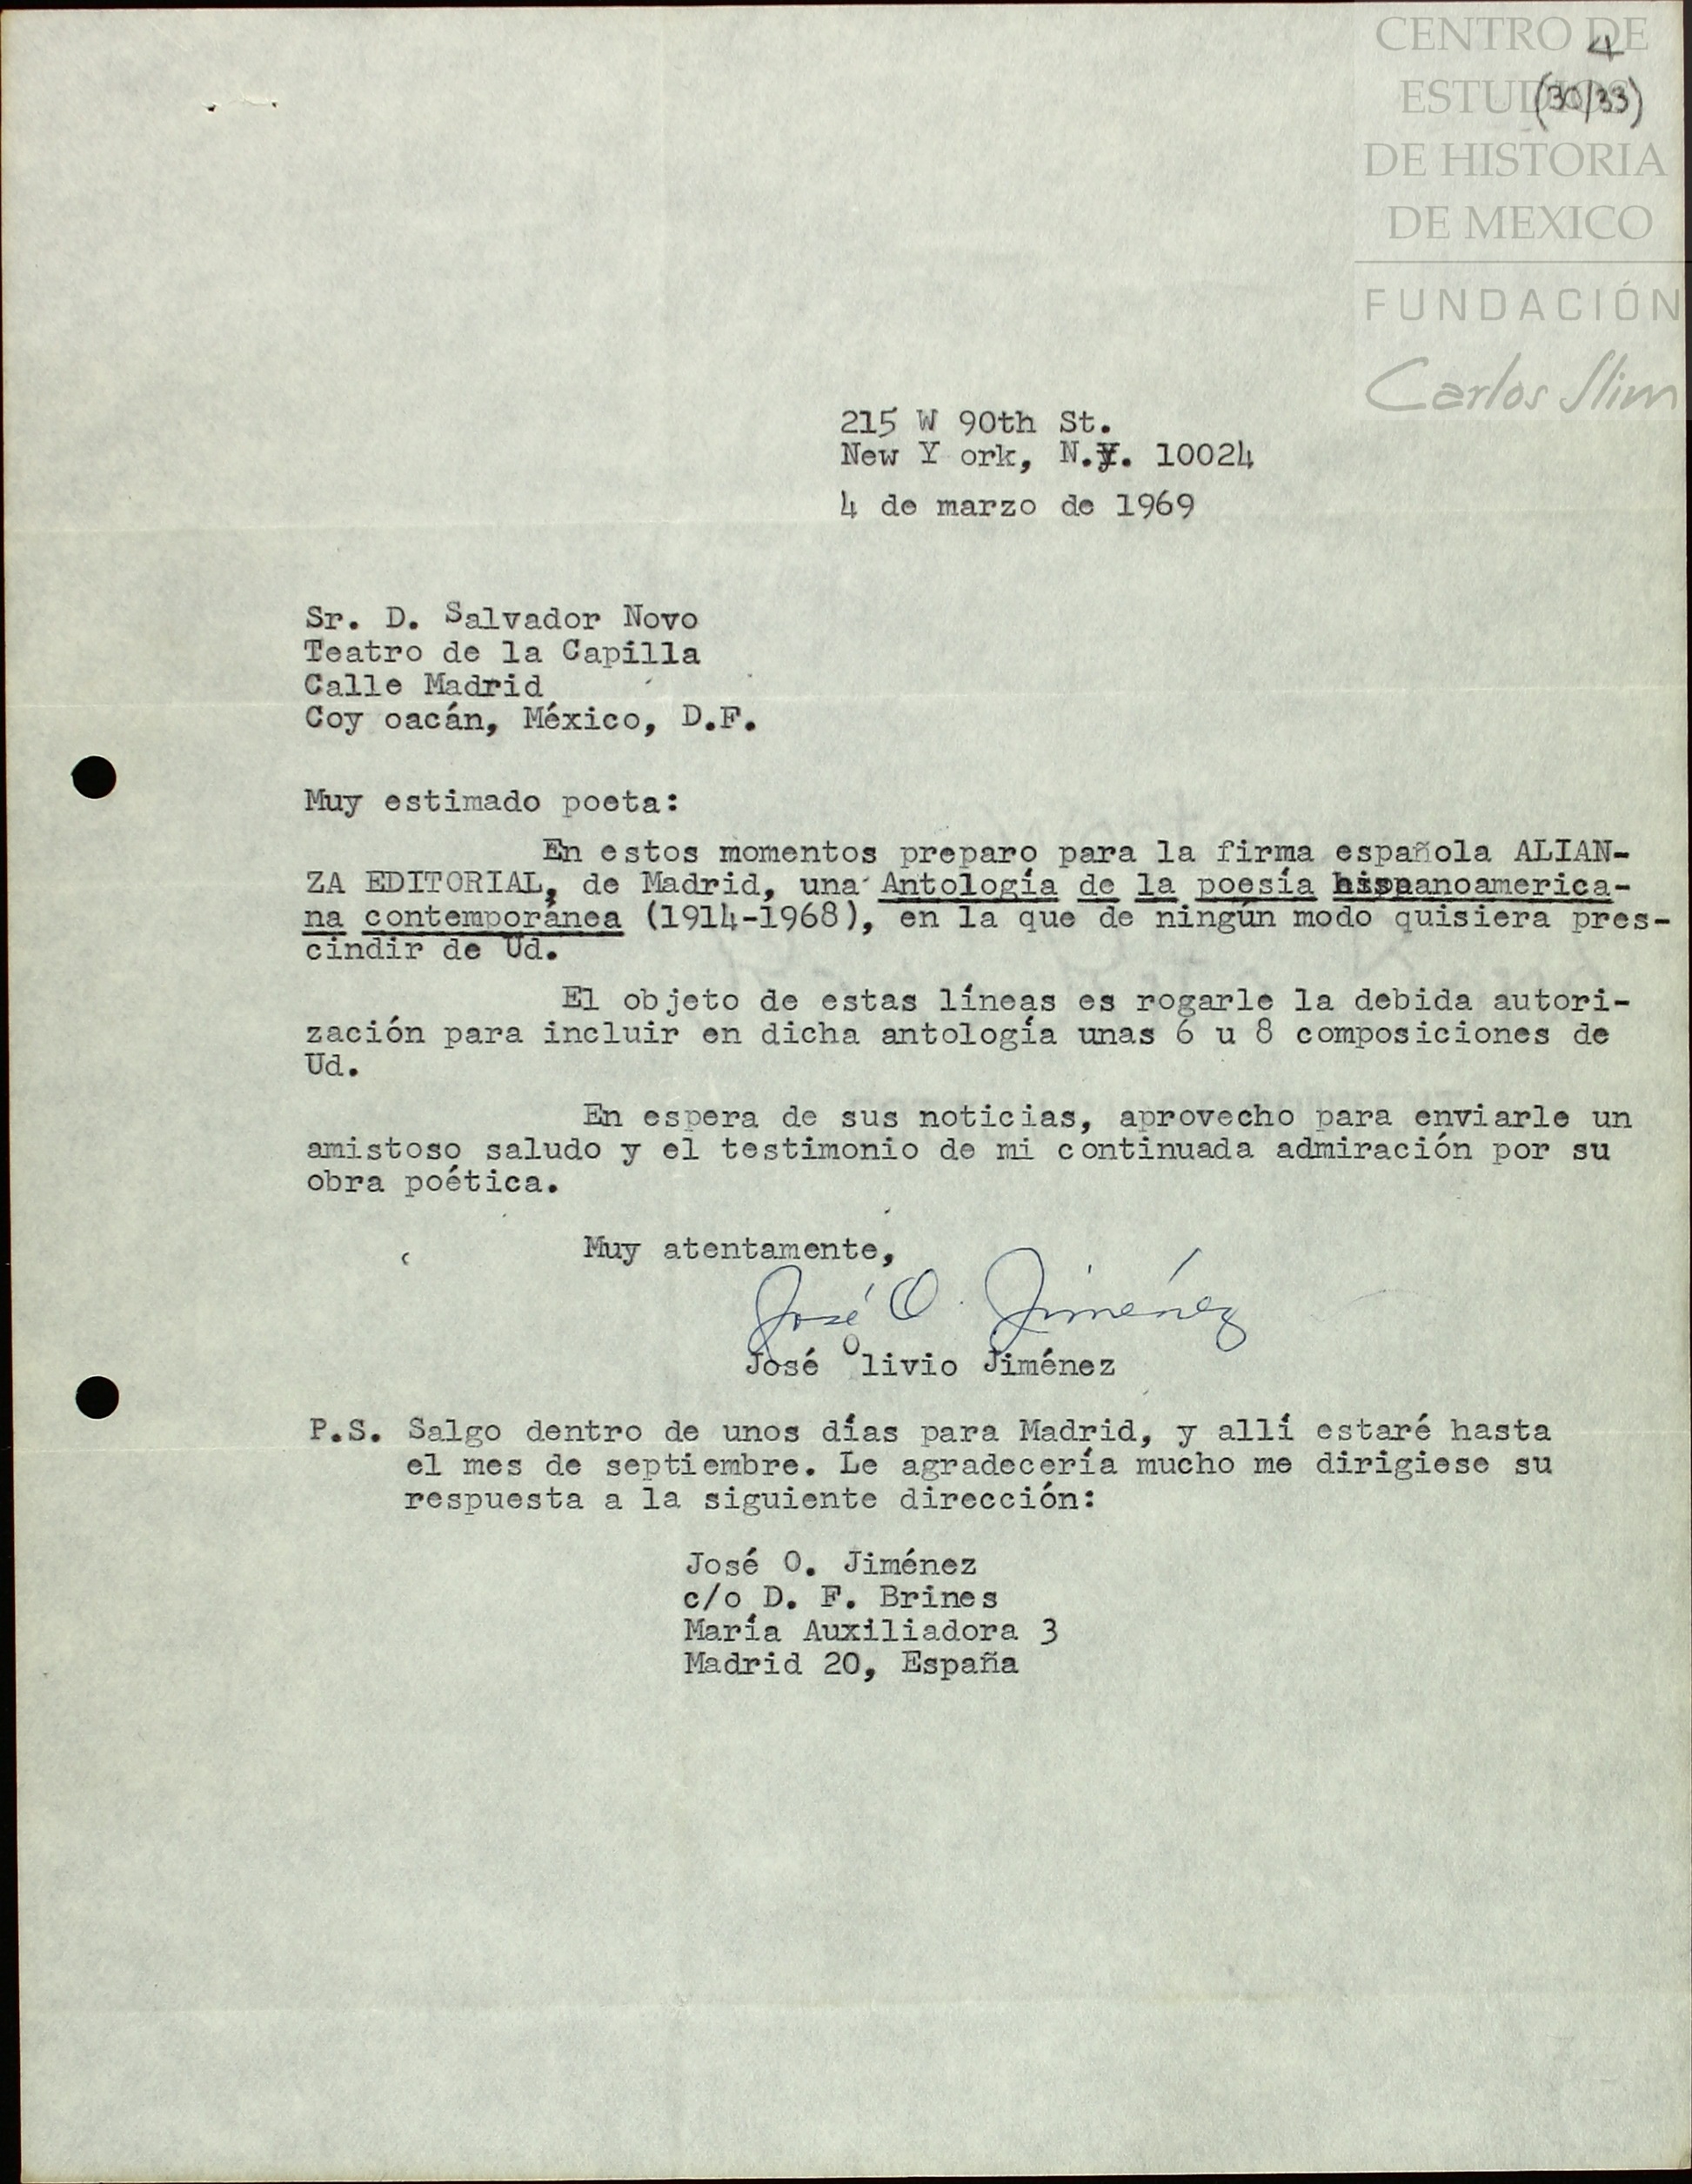 CENTRO DE
ESTUDIOS
DE HISTORIA
DE MEXICO
FUNDACIÓN
Carlos Slim
4
(30/33)
215 W 90th St.
New Y ork, N.Y. 10024
4 de marzo de 1969
Sr. D. Salvador Novo
Teatro de la Capilla
Calle Madrid
Coy oacán, México, D.F.
Muy estimado poeta:
En estos momentos preparo para la firma española ALIAN-
ZA EDITORIAL, de Madrid, una Antología de la poesía hispanoamerica-
na contemporánea (1914-1968), en la que de ningún modo quisiera pres-
cindir de Ud.
El objeto de estas líneas es rogarle la debida autori-
zación para incluir en dicha antología unas 6 u 8 composiciones de
Ud.
En espera de sus noticias, aprovecho para enviarle un
amistoso saludo y el testimonio de mi continuada admiración por su
obra poética.
Muy atentamente,
José O. Jiménez
José Olivio Jiménez
P.S. Salgo dentro de unos días para Madrid, y allí estaré hasta
el mes de septiembre. Le agradecería mucho me dirigiese su
respuesta a la siguiente dirección:
José O. Jiménez
c/o D. F. Brines
María Auxiliadora 3
Madrid 20, España